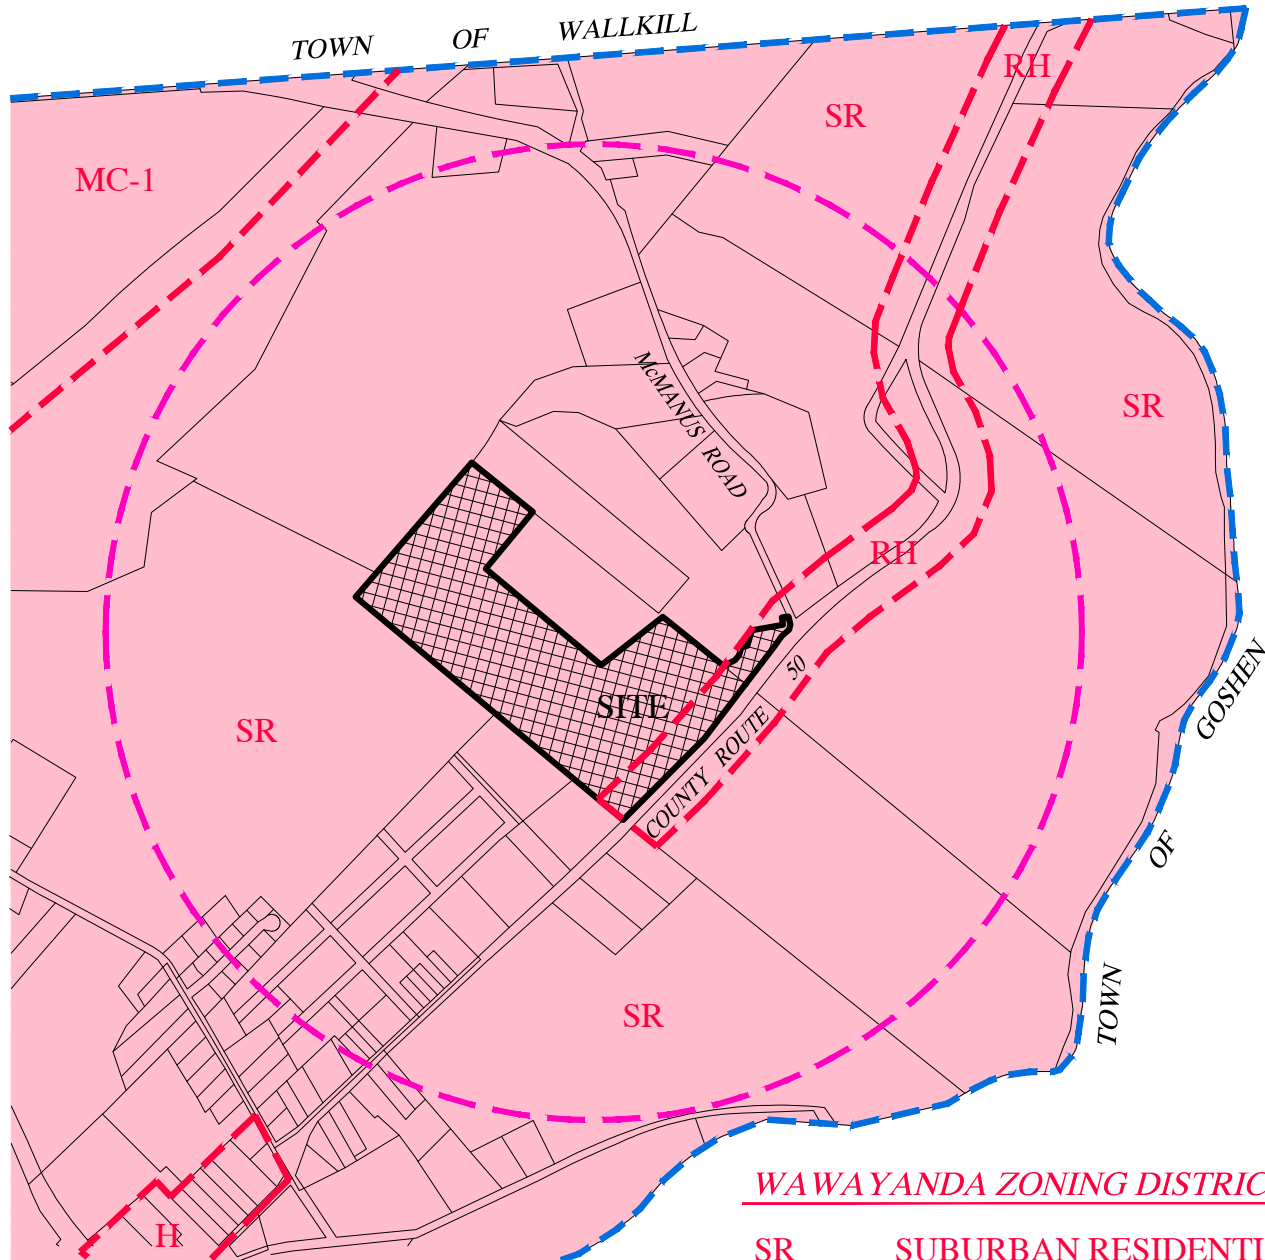 TOWN OF WALLKILL
RH
SR
MC-1
SR
McMANUS ROAD
RH
TOWN OF GOSHEN
COUNTY ROUTE 50
SITE
SR
SR
H
WAWAYANDA ZONING DISTRIC
SR SUBURBAN RESIDENTI